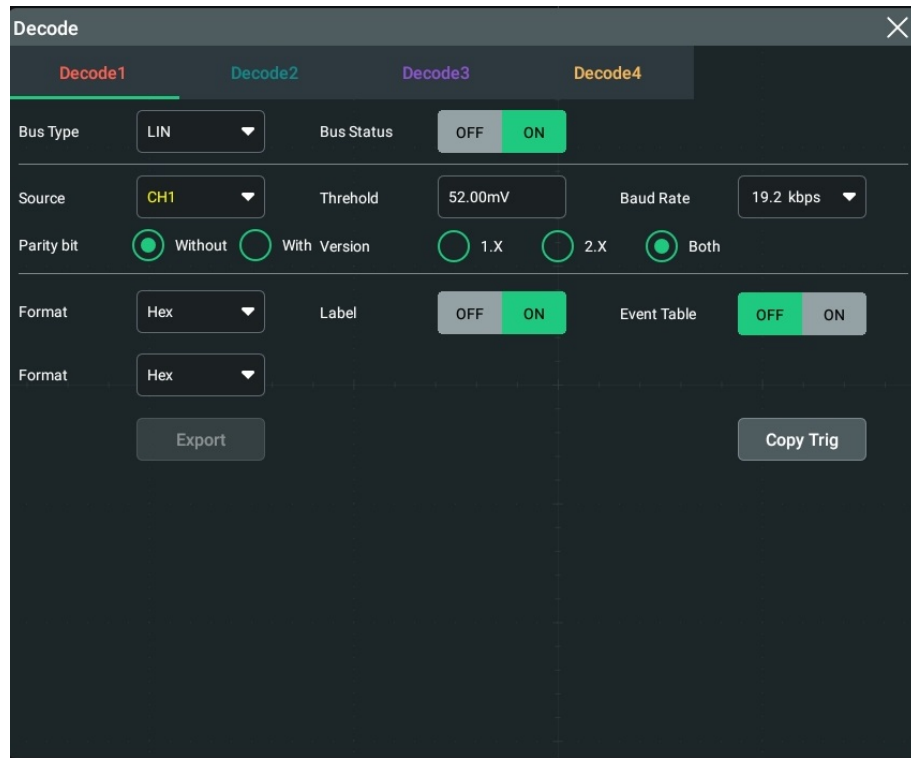 Decode
Decode1 Decode2 Decode3 Decode4
Bus Type LIN Bus Status OFF ON
Source CH1 Threhold 52.00mV Baud Rate 19.2 kbps
Parity bit Without With Version 1.X 2.X Both
Format Hex Label OFF ON Event Table OFF ON
Format Hex
Export Copy Trig